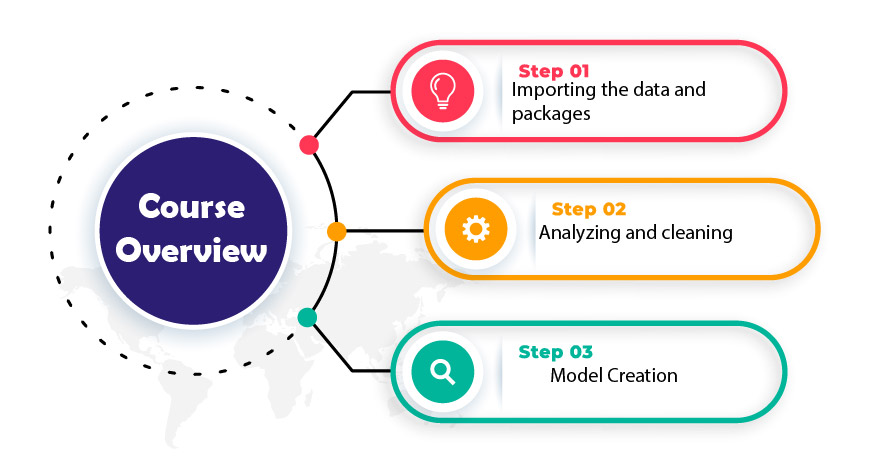 Course
Overview
Step 01
Importing the data and
packages
Step 02
Analyzing and cleaning
Step 03
Model Creation